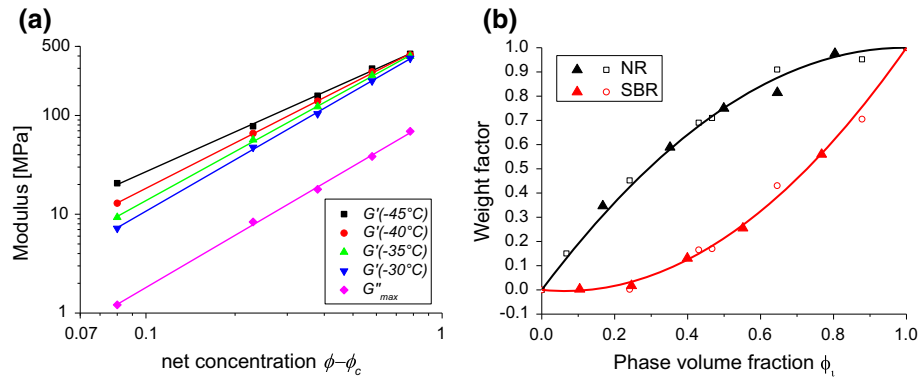 (a)
500
100
10
1
0.07
0.1
1
Modulus [MPa]
net concentration ϕ−ϕc
G'(-45°C)
G'(-40°C)
G'(-35°C)
G'(-30°C)
G''max
(b)
1.0
0.9
0.8
0.7
0.6
0.5
0.4
0.3
0.2
0.1
0.0
-0.1
0.0
0.2
0.4
0.6
0.8
1.0
Weight factor
Phase volume fraction ϕι
NR
SBR